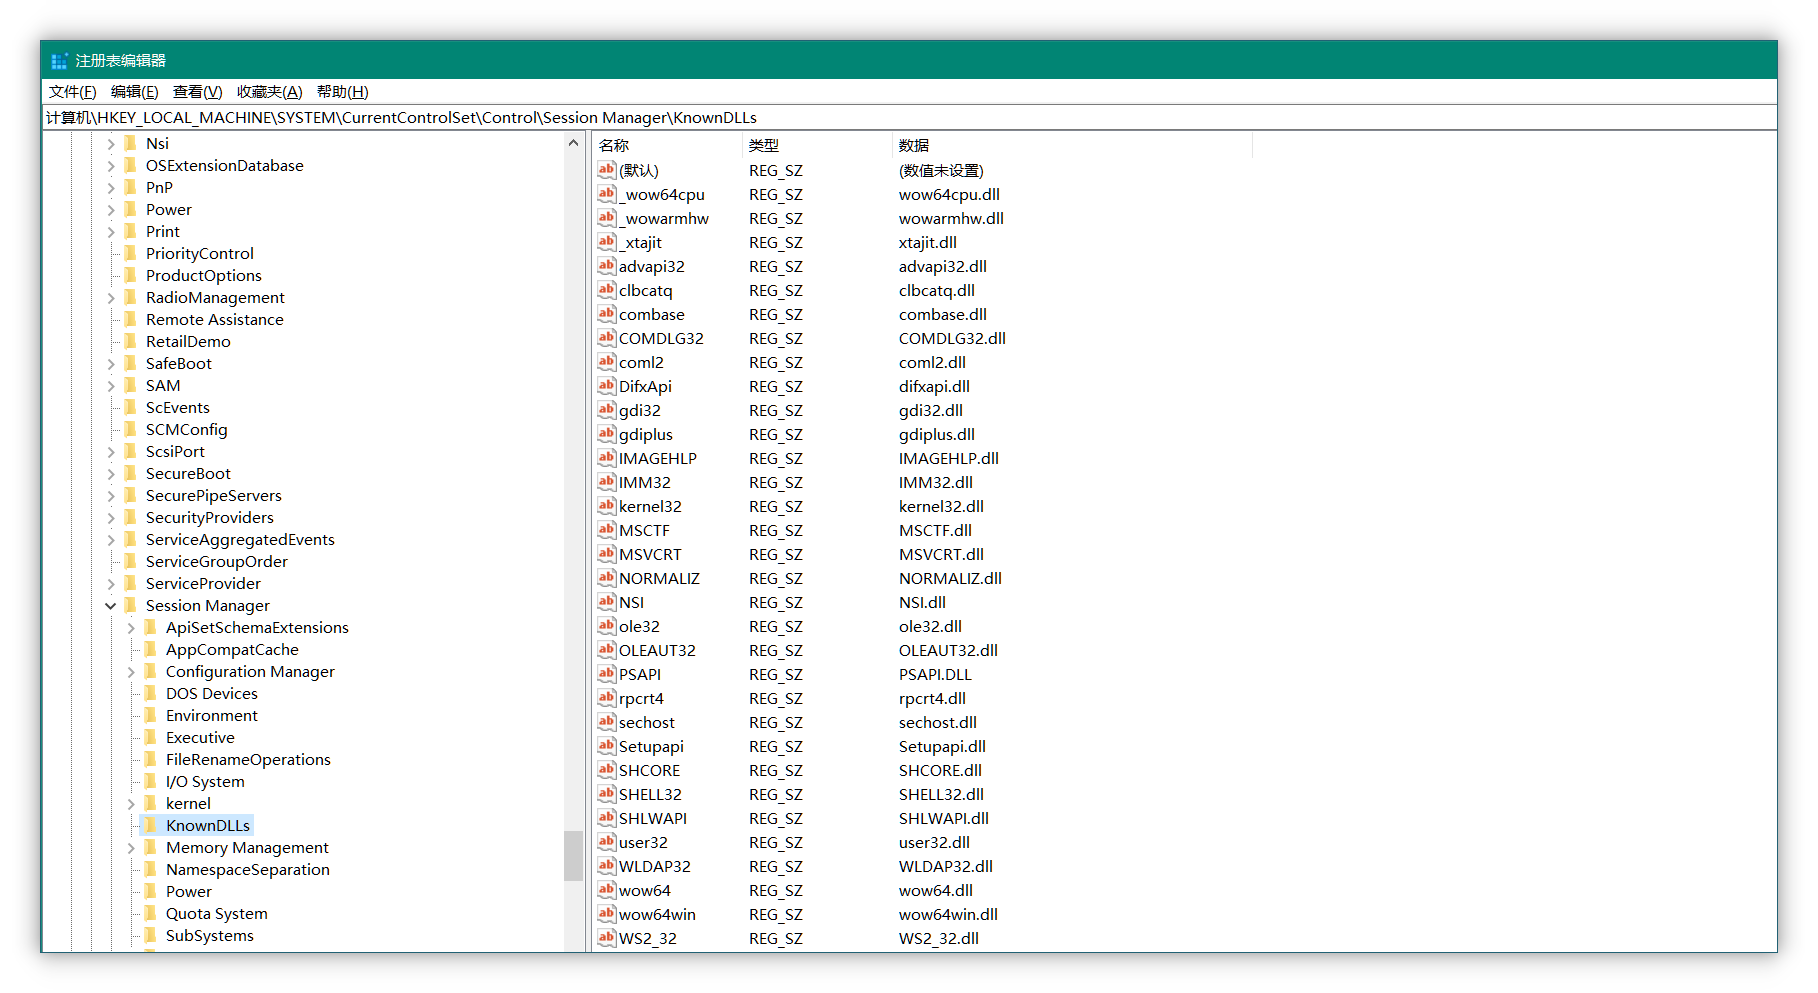 注册表编辑器
文件(F) 编辑(E) 查看(V) 收藏夹(A) 帮助(H)
计算机\HKEY_LOCAL_MACHINE\SYSTEM\CurrentControlSet\Control\Session Manager\KnownDLLs
Nsi
OSExtensionDatabase
PnP
Power
Print
PriorityControl
ProductOptions
RadioManagement
Remote Assistance
RetailDemo
SafeBoot
SAM
ScEvents
SCMConfig
ScsiPort
SecureBoot
SecurePipeServers
SecurityProviders
ServiceAggregatedEvents
ServiceGroupOrder
ServiceProvider
Session Manager
ApiSetSchemaExtensions
AppCompatCache
Configuration Manager
DOS Devices
Environment
Executive
FileRenameOperations
I/O System
kernel
KnownDLLs
Memory Management
NamespaceSeparation
Power
Quota System
SubSystems
名称 类型 数据
(默认) REG_SZ (数值未设置)
_wow64cpu REG_SZ wow64cpu.dll
_wowarmhw REG_SZ wowarmhw.dll
_xtajit REG_SZ xtajit.dll
advapi32 REG_SZ advapi32.dll
clbcatq REG_SZ clbcatq.dll
combase REG_SZ combase.dll
COMDLG32 REG_SZ COMDLG32.dll
coml2 REG_SZ coml2.dll
DifxApi REG_SZ difxapi.dll
gdi32 REG_SZ gdi32.dll
gdiplus REG_SZ gdiplus.dll
IMAGEHLP REG_SZ IMAGEHLP.dll
IMM32 REG_SZ IMM32.dll
kernel32 REG_SZ kernel32.dll
MSCTF REG_SZ MSCTF.dll
MSVCRT REG_SZ MSVCRT.dll
NORMALIZ REG_SZ NORMALIZ.dll
NSI REG_SZ NSI.dll
ole32 REG_SZ ole32.dll
OLEAUT32 REG_SZ OLEAUT32.dll
PSAPI REG_SZ PSAPI.DLL
rpcrt4 REG_SZ rpcrt4.dll
sechost REG_SZ sechost.dll
Setupapi REG_SZ Setupapi.dll
SHCORE REG_SZ SHCORE.dll
SHELL32 REG_SZ SHELL32.dll
SHLWAPI REG_SZ SHLWAPI.dll
user32 REG_SZ user32.dll
WLDAP32 REG_SZ WLDAP32.dll
wow64 REG_SZ wow64.dll
wow64win REG_SZ wow64win.dll
WS2_32 REG_SZ WS2_32.dll